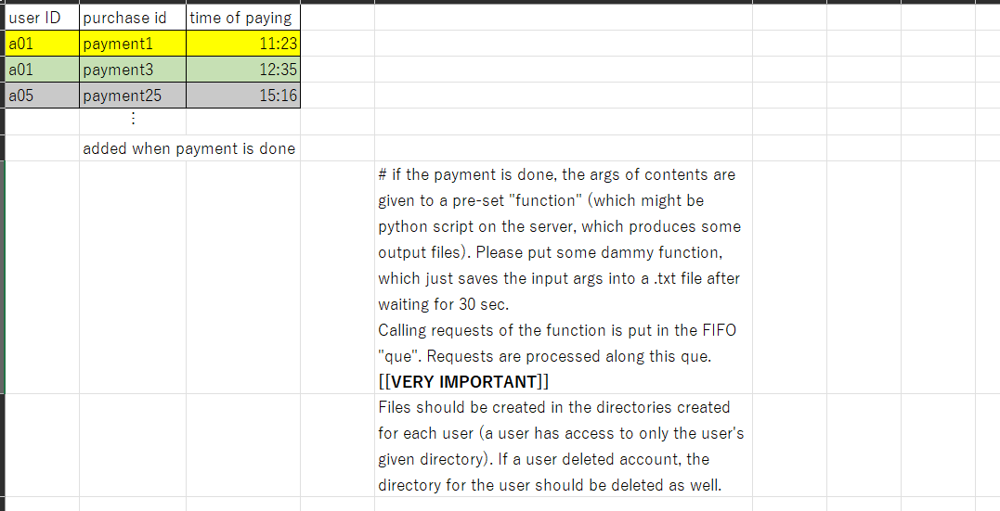 user ID purchase id time of paying
a01 payment1 11:23
a01 payment3 12:35
a05 payment25 15:16
⋮
added when payment is done
# if the payment is done, the args of contents are
given to a pre-set "function" (which might be
python script on the server, which produces some
output files). Please put some dammy function,
which just saves the input args into a .txt file after
waiting for 30 sec.
Calling requests of the function is put in the FIFO
"que". Requests are processed along this que.
[[VERY IMPORTANT]]
Files should be created in the directories created
for each user (a user has access to only the user's
given directory). If a user deleted account, the
directory for the user should be deleted as well.